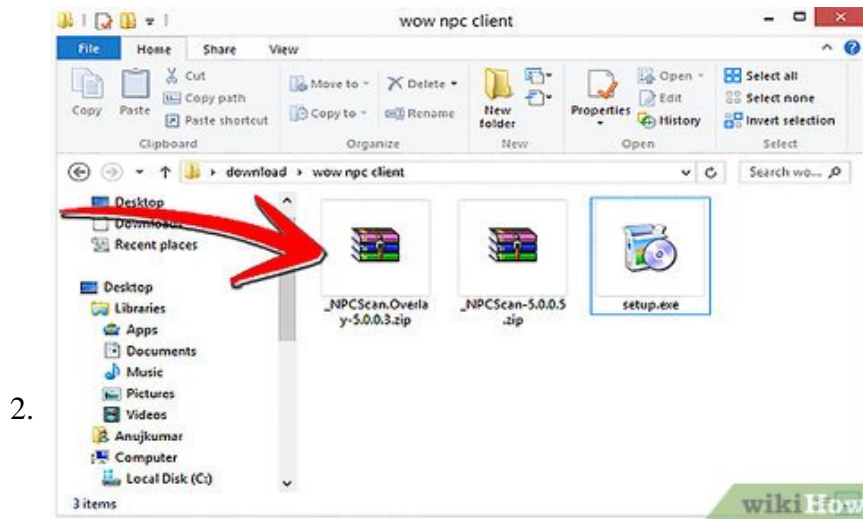 wow npc client
File Home Share View
Copy
Paste
Cut
Copy path
Paste shortcut
Clipboard
Move to
Copy to
Delete
Rename
Organize
New folder
New
Properties
Open
Edit
History
Open
Select all
Select none
Invert selection
Select
download wow npc client
Search wo...
Desktop
Downloads
Recent places
Desktop
Libraries
Apps
Documents
Music
Pictures
Videos
Anujkumar
Computer
Local Disk (C:)
_NPCScan.Overla
y-5.0.0.3.zip
_NPCScan-5.0.0.5
.zip
setup.exe
2.
3 items
wikiHow